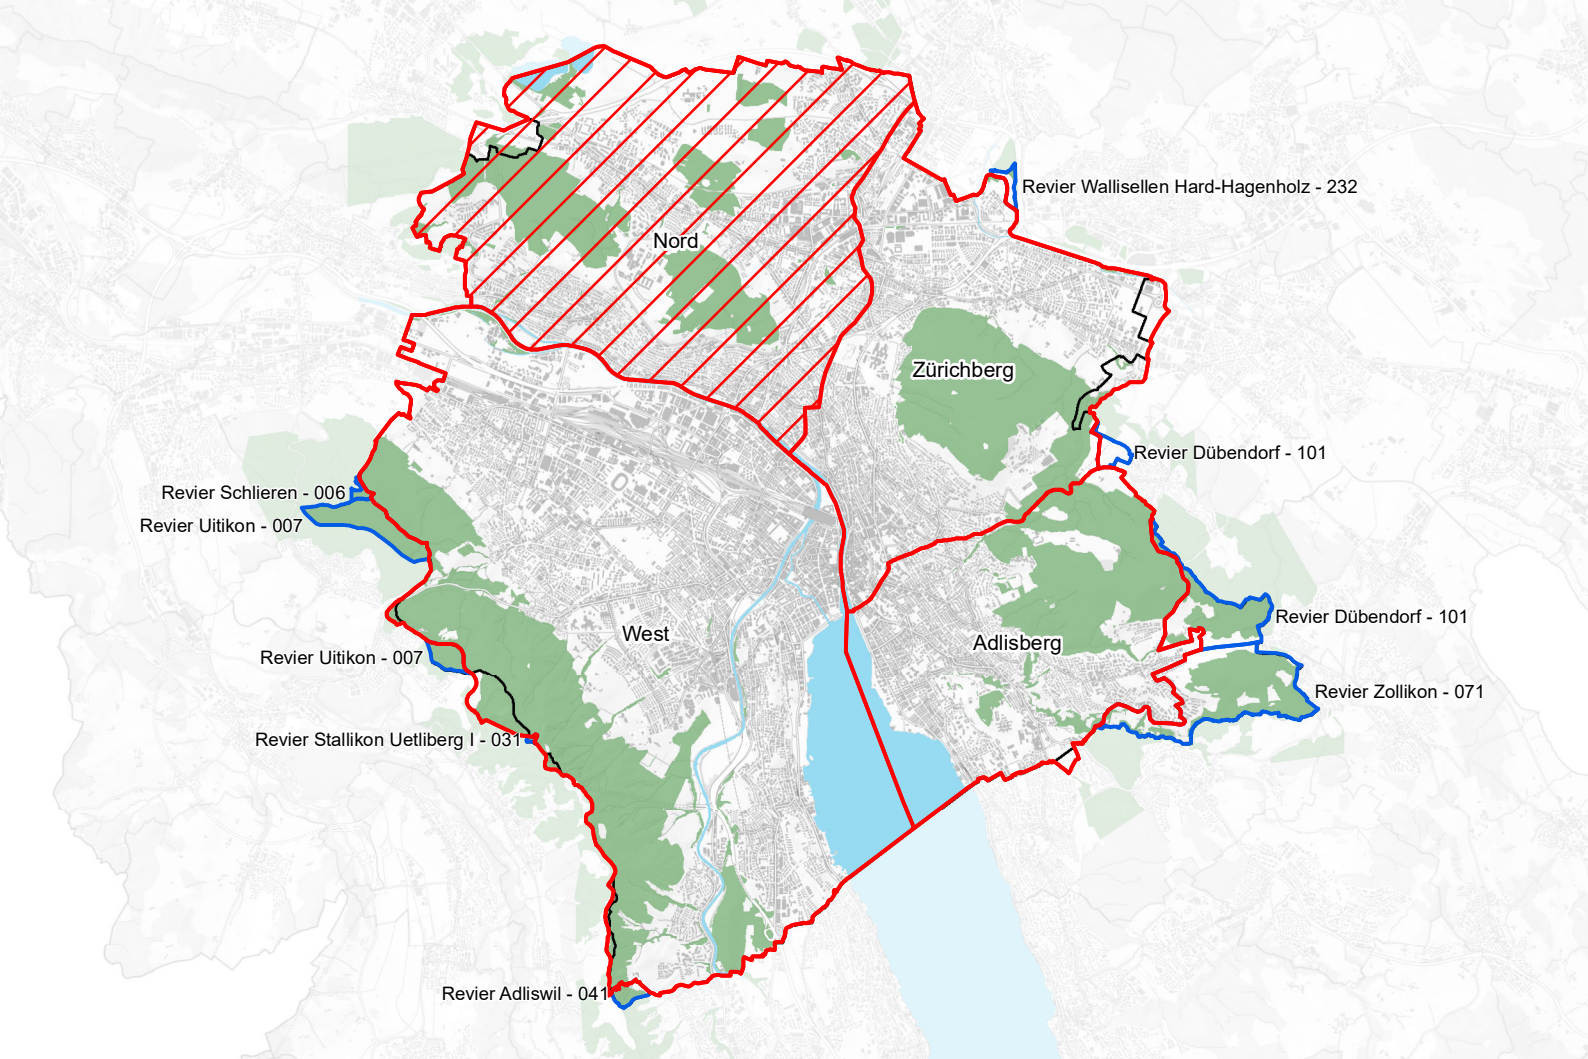 Revier Wallisellen Hard-Hagenholz - 232
Nord
Zürichberg
Revier Dübendorf - 101
Revier Schlieren - 006
Revier Uitikon - 007
Revier Dübendorf - 101
West
Adlisberg
Revier Uitikon - 007
Revier Zollikon - 071
Revier Stallikon Uetliberg I - 031
Revier Adliswil - 041